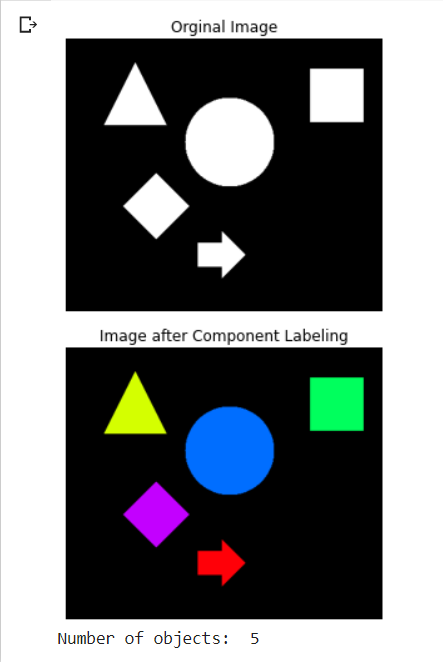 Orginal Image
Image after Component Labeling
Number of objects:  5